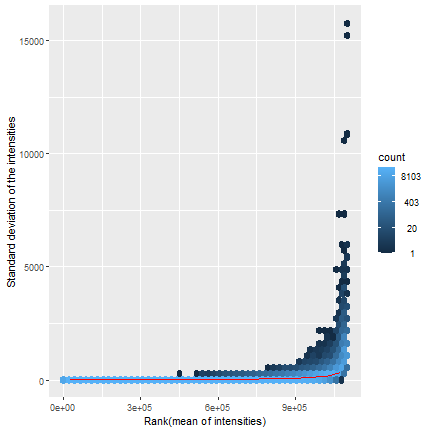 Standard deviation of the intensities
15000
10000
5000
0
0e+00
3e+05
6e+05
9e+05
Rank(mean of intensities)
count
8103
403
20
1